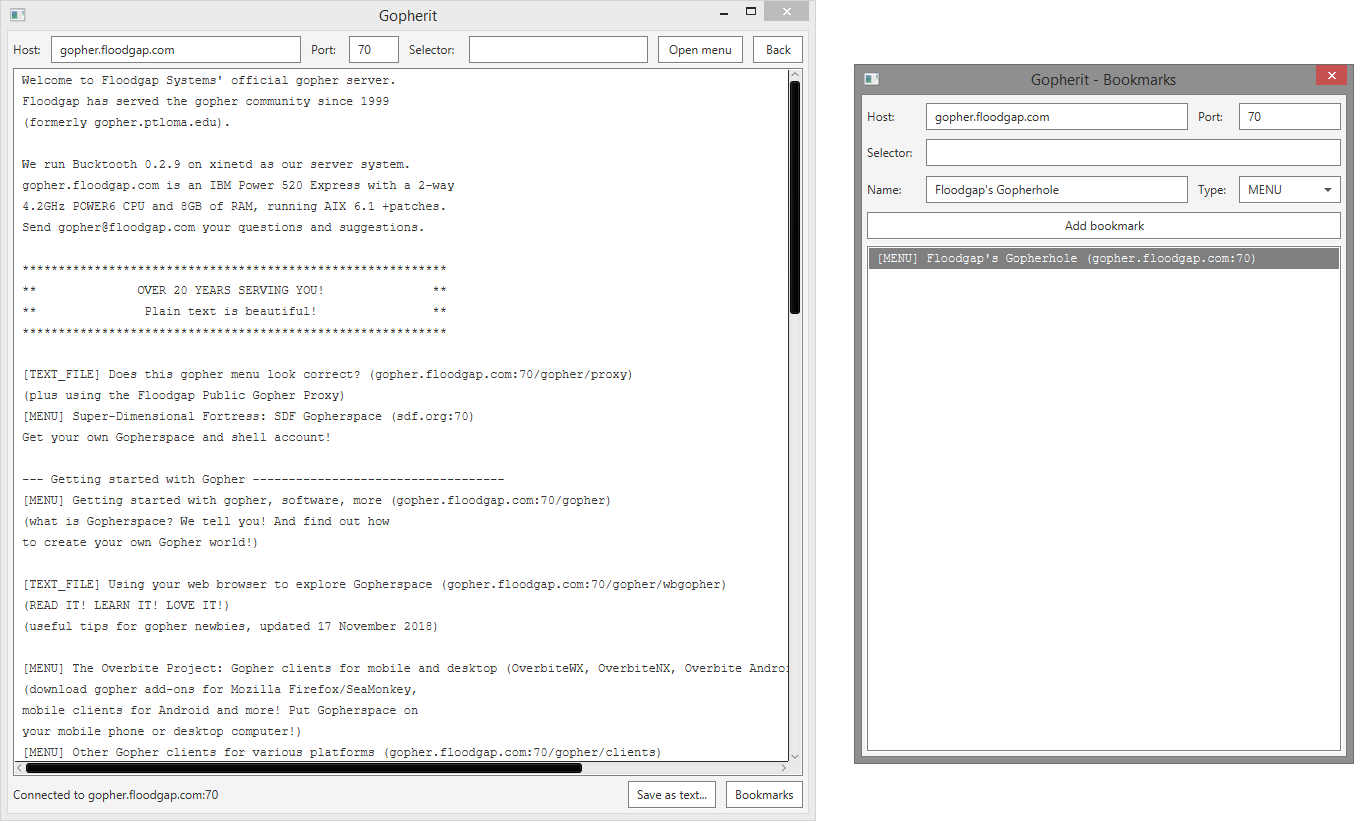 Gopherit
Host: gopher.floodgap.com Port: 70 Selector: Open menu Back
Welcome to Floodgap Systems' official gopher server.
Floodgap has served the gopher community since 1999
(formerly gopher.ptloma.edu).
We run Bucktooth 0.2.9 on xinetd as our server system.
gopher.floodgap.com is an IBM Power 520 Express with a 2-way
4.2GHz POWER6 CPU and 8GB of RAM, running AIX 6.1 +patches.
Send gopher@floodgap.com your questions and suggestions.
***********************************************************
** OVER 20 YEARS SERVING YOU! **
** Plain text is beautiful! **
***********************************************************
[TEXT_FILE] Does this gopher menu look correct? (gopher.floodgap.com:70/gopher/proxy)
(plus using the Floodgap Public Gopher Proxy)
[MENU] Super-Dimensional Fortress: SDF Gopherspace (sdf.org:70)
Get your own Gopherspace and shell account!
--- Getting started with Gopher -----------------------------------
[MENU] Getting started with gopher, software, more (gopher.floodgap.com:70/gopher)
(what is Gopherspace? We tell you! And find out how
to create your own Gopher world!)
[TEXT_FILE] Using your web browser to explore Gopherspace (gopher.floodgap.com:70/gopher/wbgopher)
(READ IT! LEARN IT! LOVE IT!)
(useful tips for gopher newbies, updated 17 November 2018)
[MENU] The Overbite Project: Gopher clients for mobile and desktop (OverbiteWX, OverbiteNX, Overbite Androi
(download gopher add-ons for Mozilla Firefox/SeaMonkey,
mobile clients for Android and more! Put Gopherspace on
your mobile phone or desktop computer!)
[MENU] Other Gopher clients for various platforms (gopher.floodgap.com:70/gopher/clients)
Connected to gopher.floodgap.com:70 Save as text... Bookmarks
Gopherit - Bookmarks
Host: gopher.floodgap.com Port: 70
Selector:
Name: Floodgap's Gopherhole Type: MENU
Add bookmark
[MENU] Floodgap's Gopherhole (gopher.floodgap.com:70)